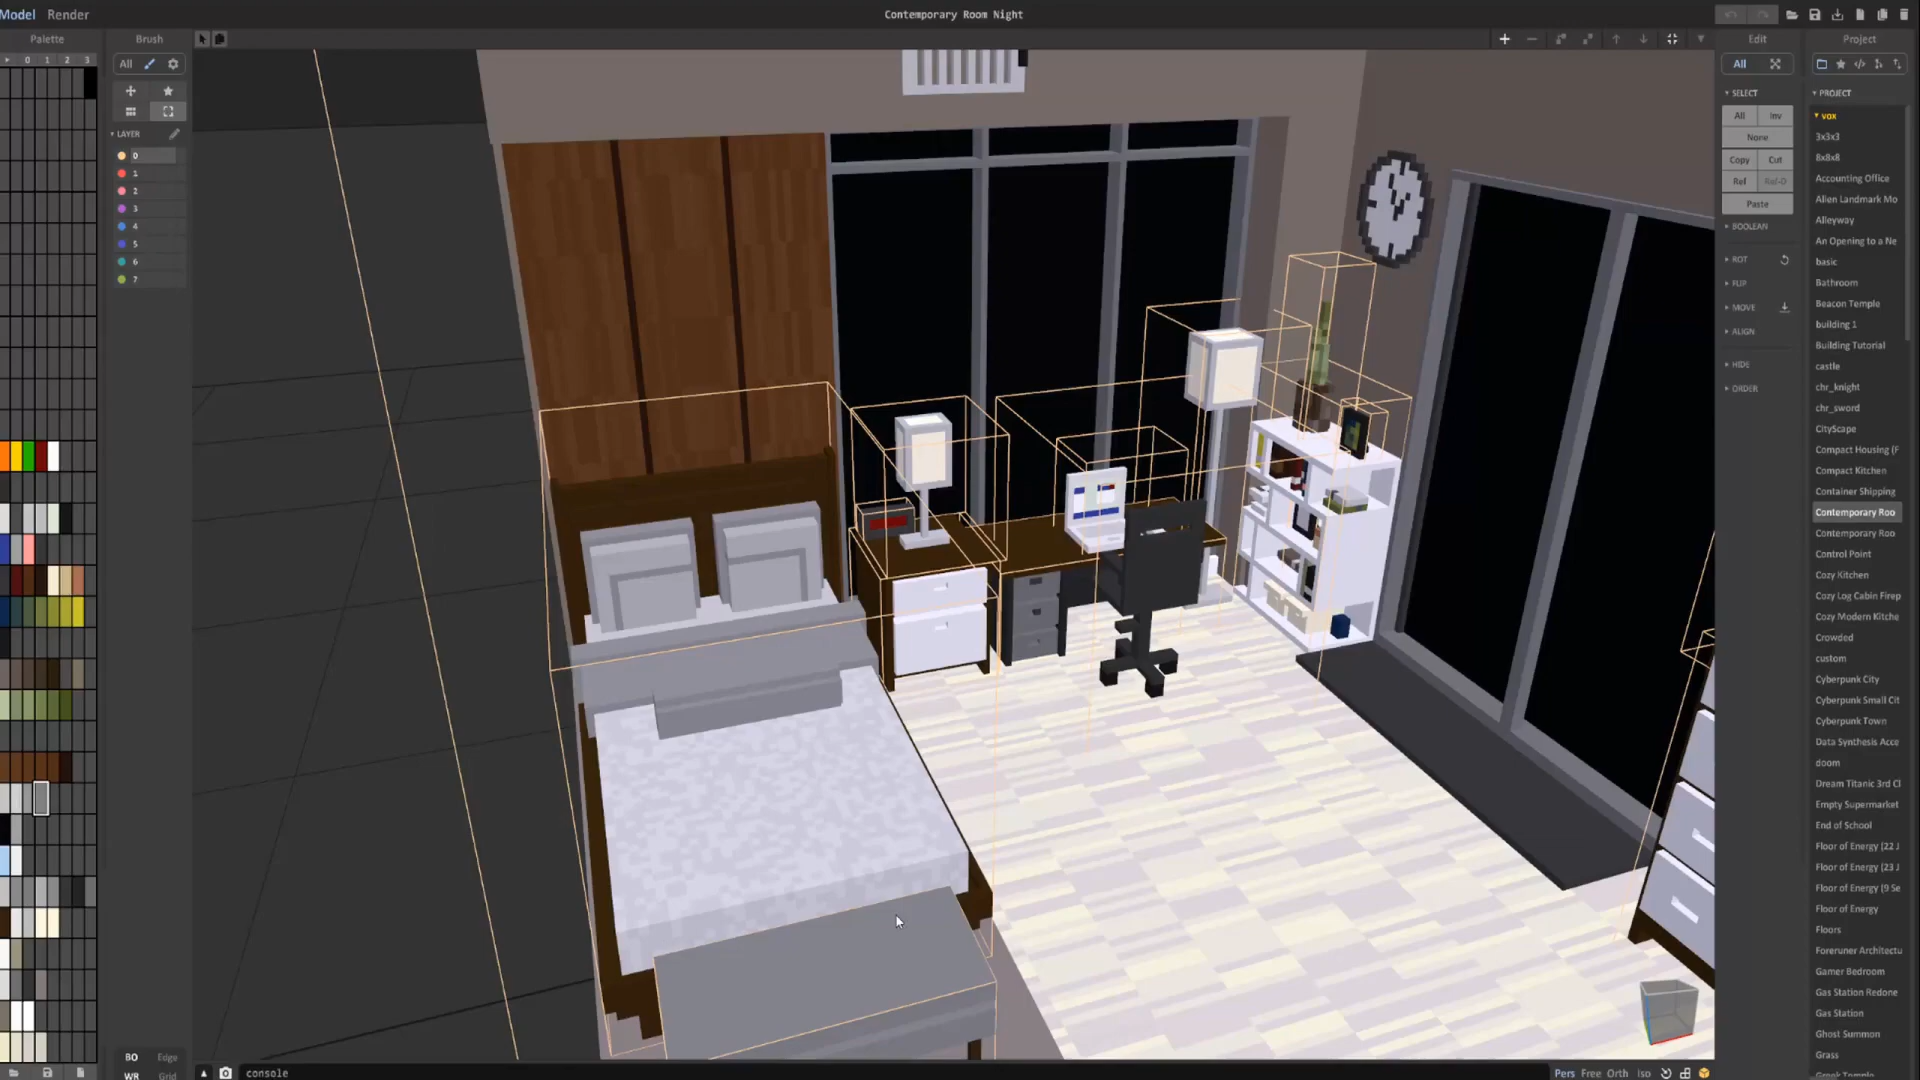 Model Render
Contemporary Room Night
Palette
Brush
Edit
Project
0 1 2 3
All
All
LAYER
0
1
2
3
4
5
6
7
SELECT
All Inv
None
Copy Cut
Ref Ref-D
Paste
BOOLEAN
ROT
FLIP
MOVE
ALIGN
HIDE
ORDER
PROJECT
vox
3x3x3
8x8x8
Accounting Office
Alien Landmark Mo
Alleyway
An Opening to a Ne
basic
Bathroom
Beacon Temple
building 1
Building Tutorial
castle
chr_knight
chr_sword
CityScape
Compact Housing (F
Compact Kitchen
Container Shipping
Contemporary Roo
Contemporary Roo
Control Point
Cozy Kitchen
Cozy Log Cabin Firep
Cozy Modern Kitche
Crowded
custom
Cyberpunk City
Cyberpunk Small Cit
Cyberpunk Town
Data Synthesis Acce
doom
Dream Titanic 3rd Cl
Empty Supermarket
End of School
Floor of Energy (22 J
Floor of Energy (23 J
Floor of Energy (9 Se
Floor of Energy
Floors
Forerunner Architectu
Gamer Bedroom
Gas Station Redone
Gas Station
Ghost Summon
Grass
Greek Temple
BO Edge
WR Grid
console
Pers Free Orth Iso